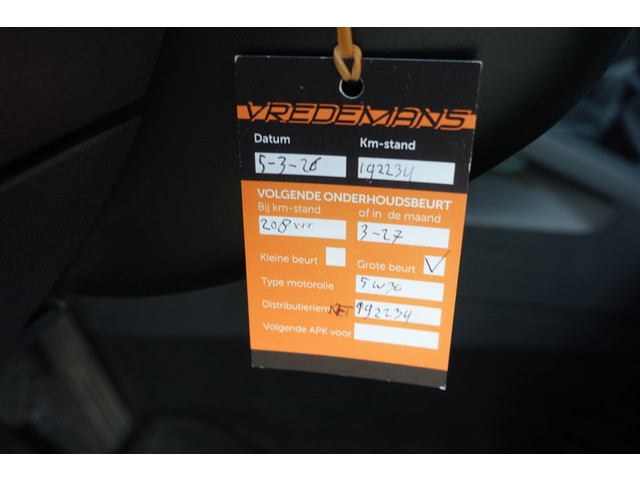 VREDEMANS
Datum Km-stand
5-3-26 192234
VOLGENDE ONDERHOUDSBEURT
Bij km-stand of in de maand
208xxx 3-27
Kleine beurt Grote beurt ✓
Type motorolie 5W30
Distributieriem NET 192234
Volgende APK voor